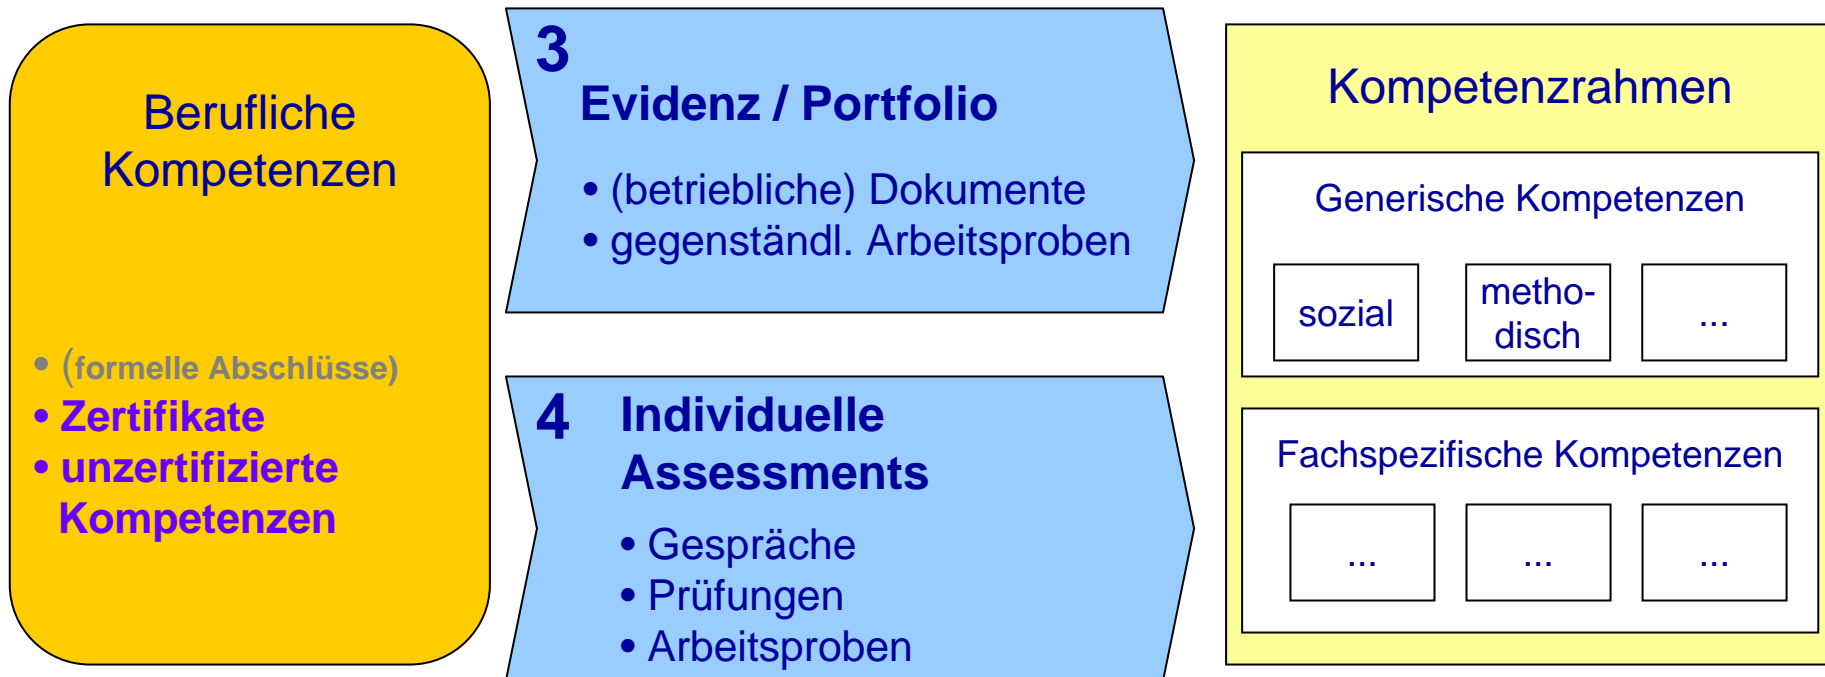 Berufliche
Kompetenzen
• (formelle Abschlüsse)
• Zertifikate
• unzertifizierte
Kompetenzen
3
Evidenz / Portfolio
• (betriebliche) Dokumente
• gegenständl. Arbeitsproben
4 Individuelle
Assessments
• Gespräche
• Prüfungen
• Arbeitsproben
Kompetenzrahmen
Generische Kompetenzen
sozial
metho-
disch
...
Fachspezifische Kompetenzen
... ... ...